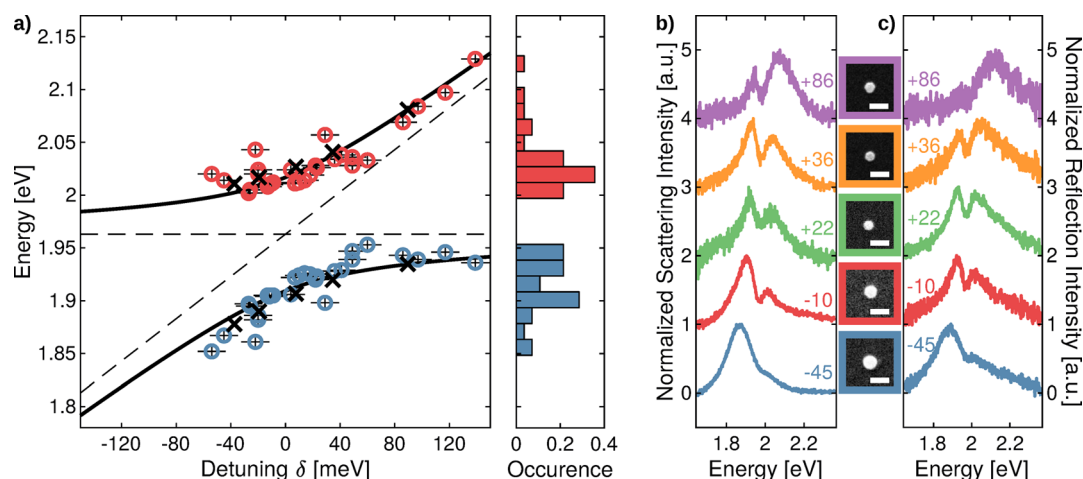 a)
Energy [eV]
2.15
2.1
2.05
2
1.95
1.9
1.85
1.8
-120 -80 -40 0 40 80 120
Detuning δ [meV]
0 0.2 0.4
Occurence
b)
Normalized Scattering Intensity [a.u.]
5
4
3
2
1
0
+86
+36
+22
-10
-45
1.8 2 2.2
Energy [eV]
c)
+86
+36
+22
-10
-45
1.8 2 2.2
Energy [eV]
5
4
3
2
1
0
Normalized Reflection Intensity [a.u.]